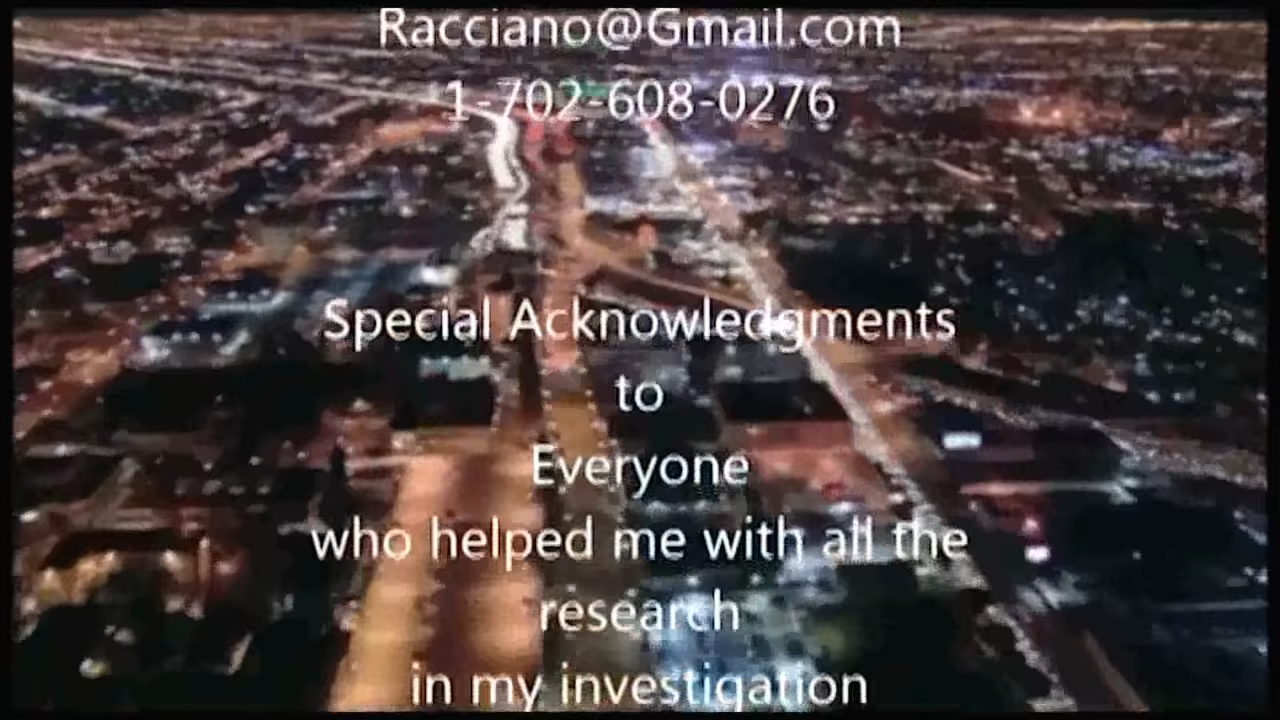 Racciano@Gmail.com
1-702-608-0276
Special Acknowledgments
to
Everyone
who helped me with all the
research
in my investigation